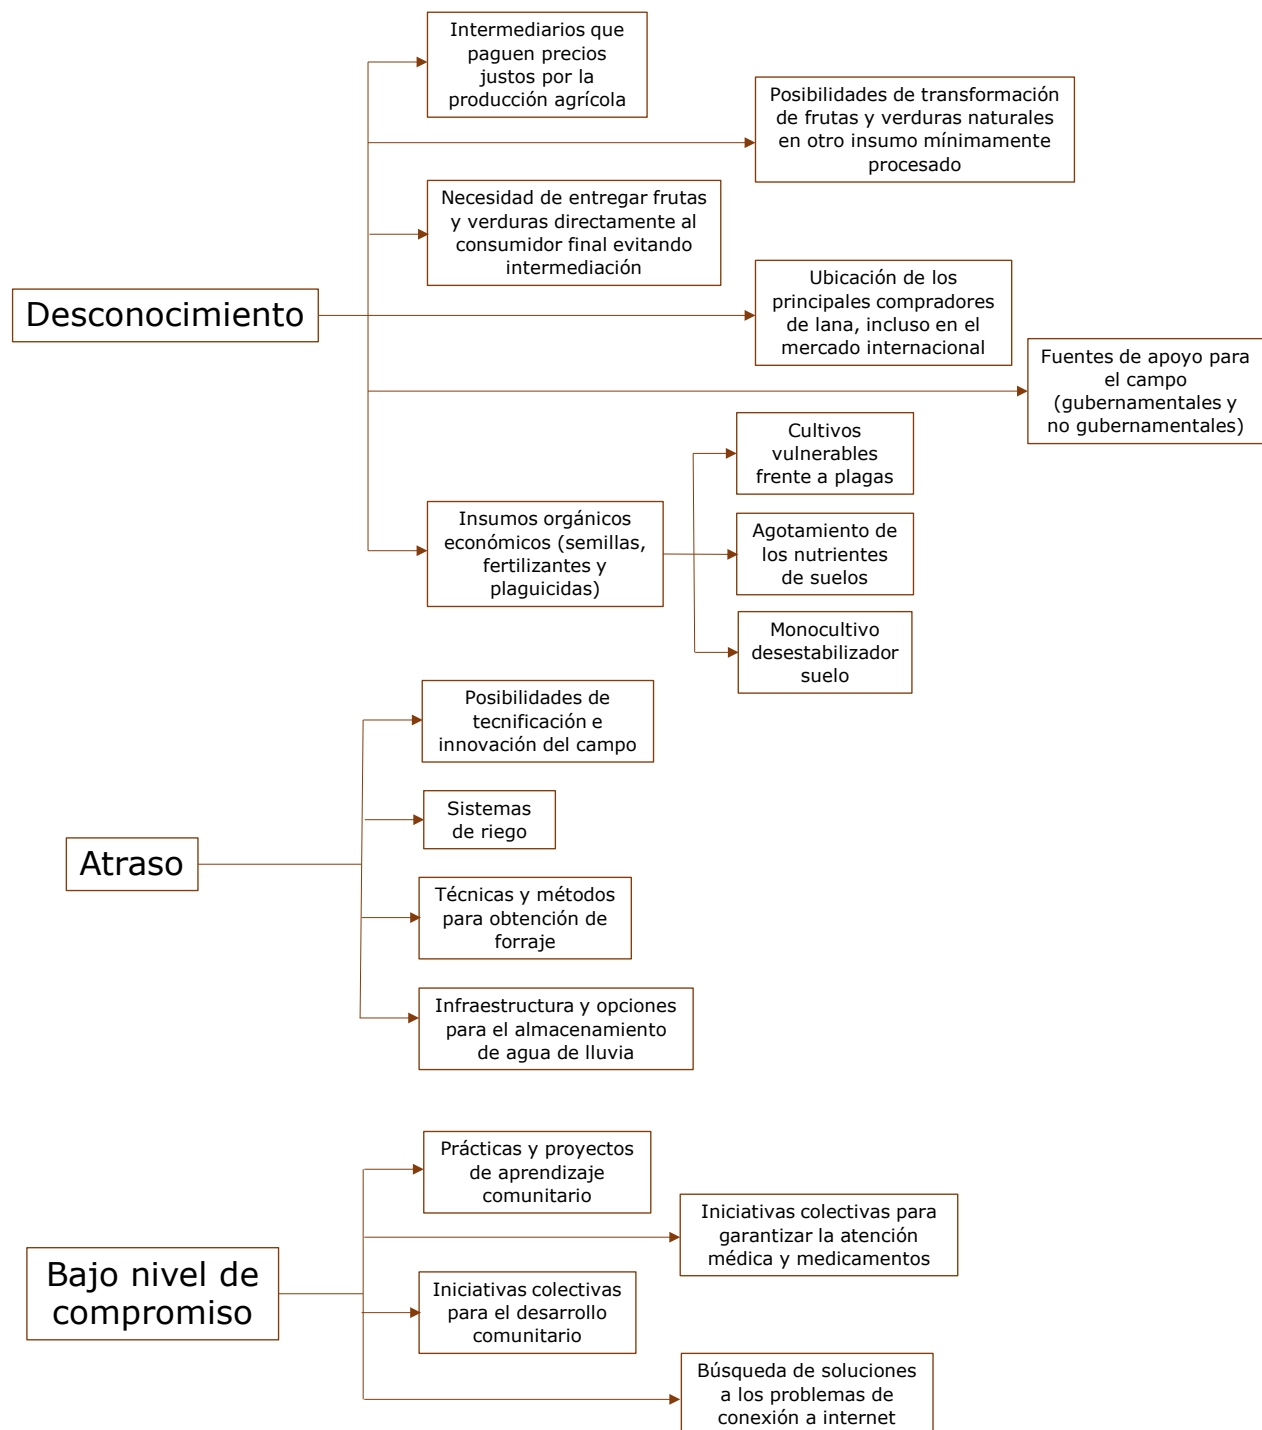 Intermediarios que
paguen precios
justos por la
producción agrícola
Posibilidades de transformación
de frutas y verduras naturales
en otro insumo mínimamente
procesado
Necesidad de entregar frutas
y verduras directamente al
consumidor final evitando
intermediación
Desconocimiento
Ubicación de los
principales compradores
de lana, incluso en el
mercado internacional
Fuentes de apoyo para
el campo
(gubernamentales y
no gubernamentales)
Insumos orgánicos
económicos (semillas,
fertilizantes y
plaguicidas)
Cultivos
vulnerables
frente a plagas
Agotamiento de
los nutrientes
de suelos
Monocultivo
desestabilizador
suelo
Atraso
Posibilidades de
tecnificación e
innovación del campo
Sistemas
de riego
Técnicas y métodos
para obtención de
forraje
Infraestructura y opciones
para el almacenamiento
de agua de lluvia
Bajo nivel de
compromiso
Prácticas y proyectos
de aprendizaje
comunitario
Iniciativas colectivas para
garantizar la atención
médica y medicamentos
Iniciativas colectivas
para el desarrollo
comunitario
Búsqueda de soluciones
a los problemas de
conexión a internet